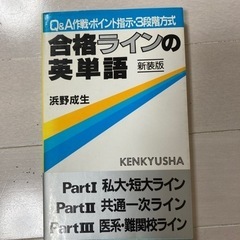 Q&A作戦・ポイント指示・3段階方式
合格ラインの
英単語
新装版
浜野成生
KENKYUSHA
PartⅠ 私大・短大ライン
PartⅡ 共通一次ライン
PartⅢ 医系・難関校ライン